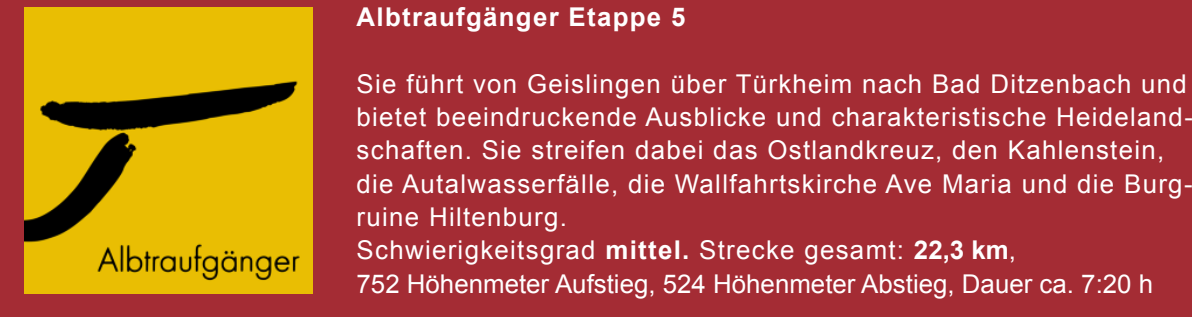 Albtraufgänger Etappe 5
Sie führt von Geislingen über Türkheim nach Bad Ditzenbach und
bietet beeindruckende Ausblicke und charakteristische Heideland-
schaften. Sie streifen dabei das Ostlandkreuz, den Kahlenstein,
die Autalwasserfälle, die Wallfahrtskirche Ave Maria und die Burg-
ruine Hiltenburg.
Schwierigkeitsgrad mittel. Strecke gesamt: 22,3 km,
752 Höhenmeter Aufstieg, 524 Höhenmeter Abstieg, Dauer ca. 7:20 h
Albtraufgänger